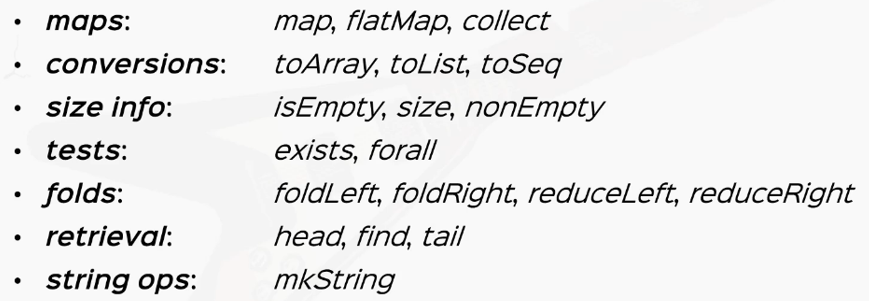 • maps: map, flatMap, collect
• conversions: toArray, toList, toSeq
• size info: isEmpty, size, nonEmpty
• tests: exists, forall
• folds: foldLeft, foldRight, reduceLeft, reduceRight
• retrieval: head, find, tail
• string ops: mkString